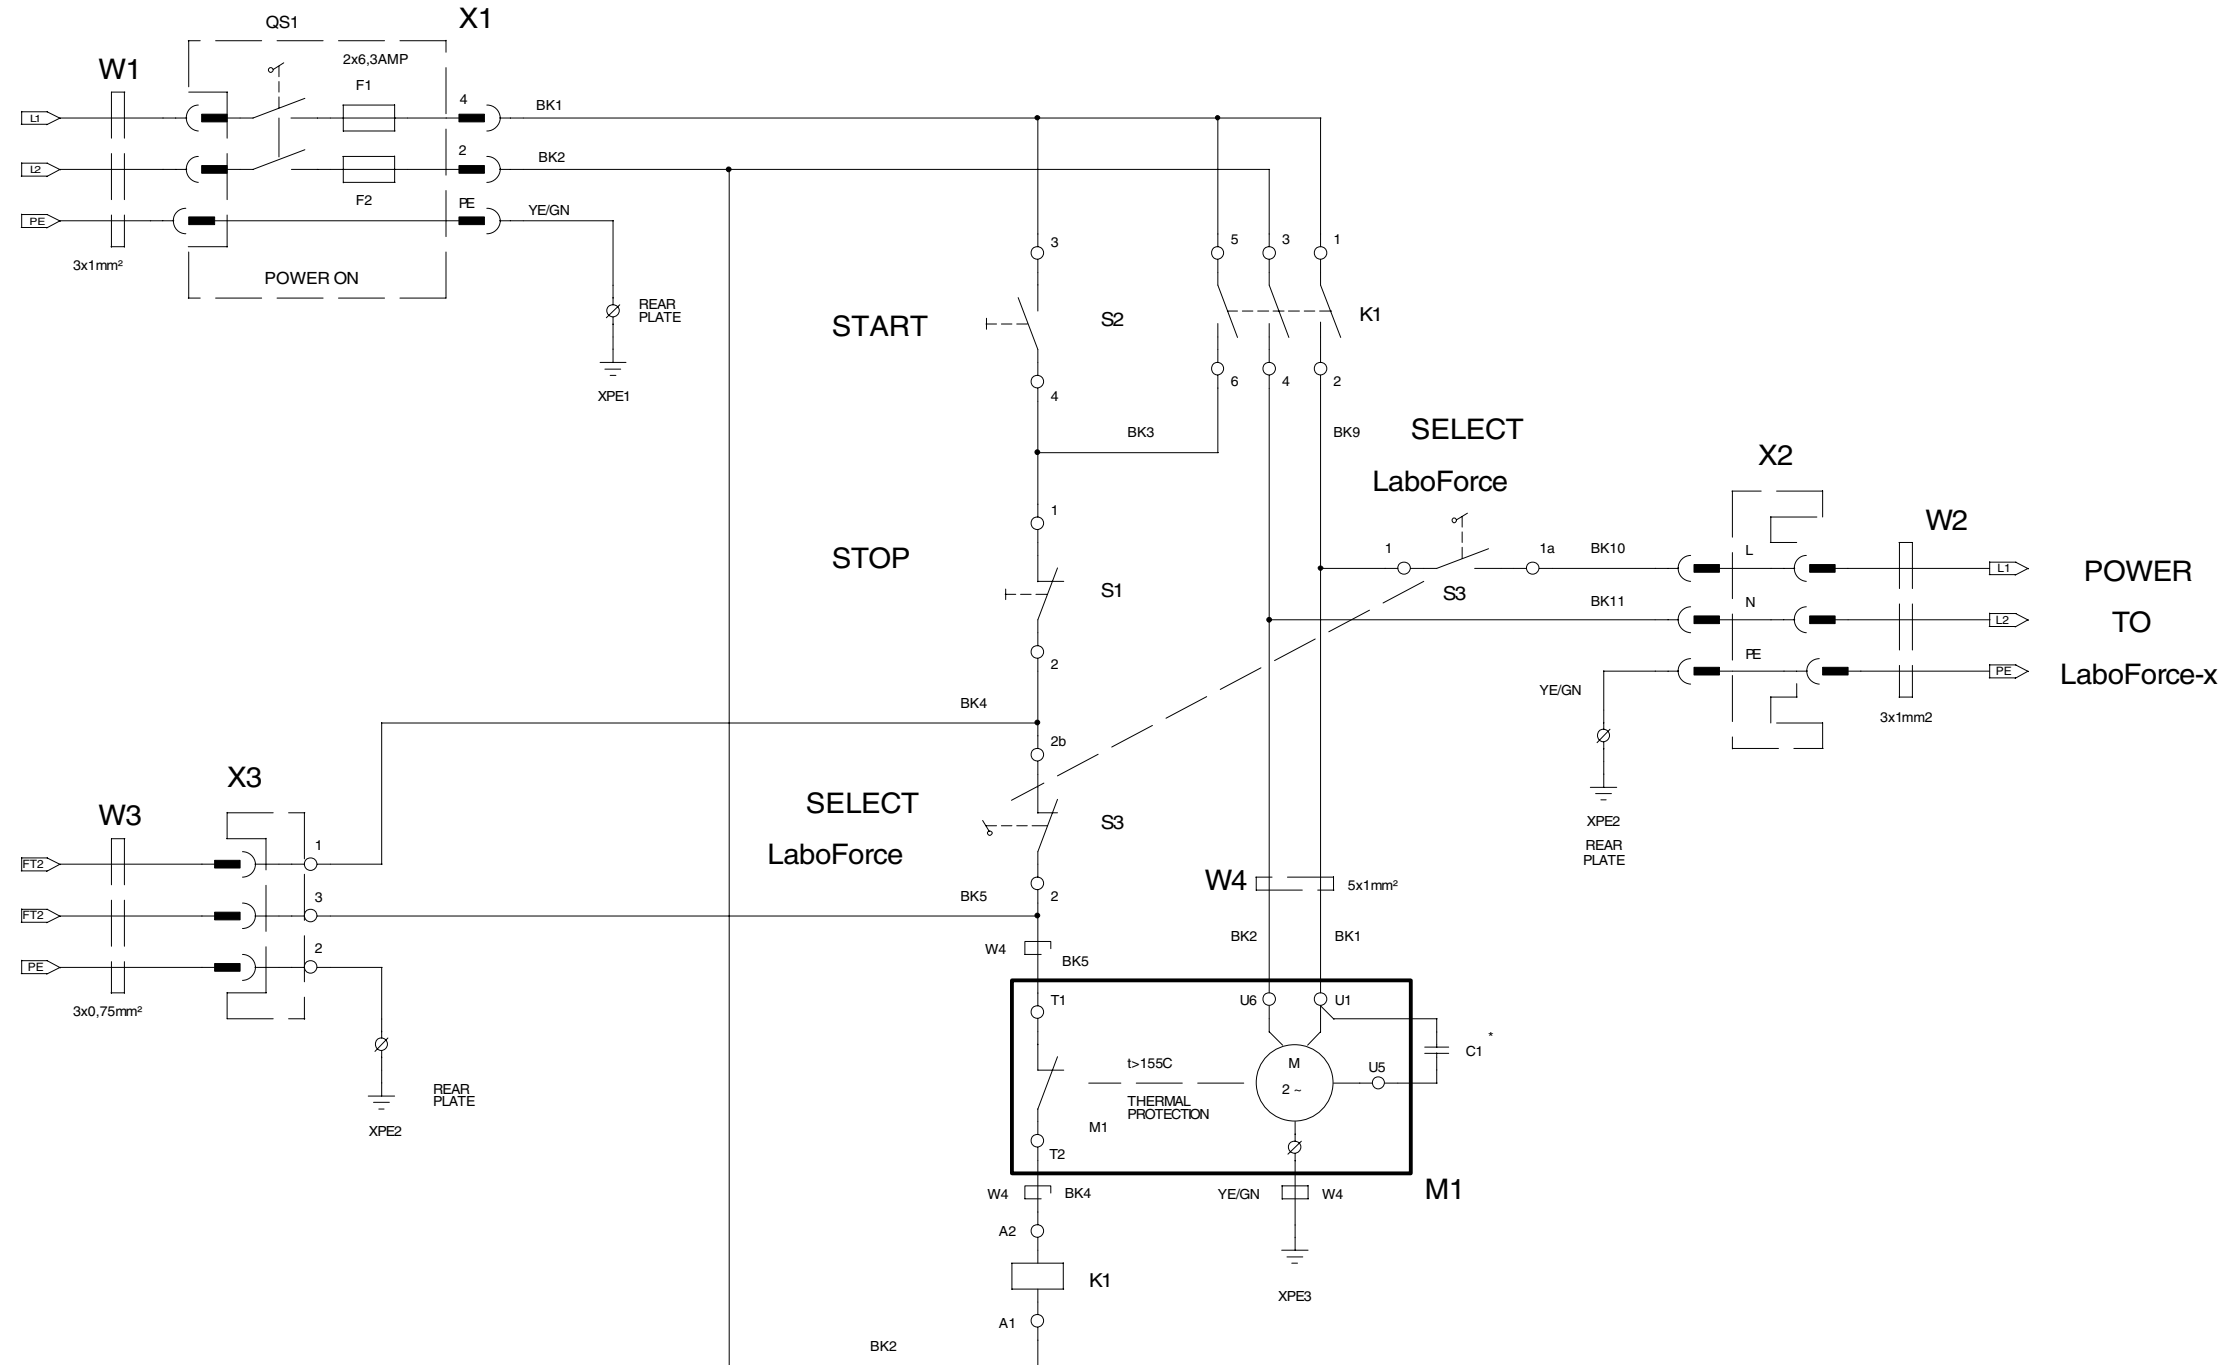 QS1
X1
W1
2x6,3AMP
F1
L1
4
BK1
L2
2
BK2
F2
PE
PE
YE/GN
3x1mm²
POWER ON
REAR
PLATE
XPE1
3
5
3
1
START
S2
K1
4
6
4
2
BK3
BK9
SELECT
LaboForce
X2
W2
1
STOP
S1
2
1
1a
BK10
L
L1
POWER
S3
BK11
N
L2
TO
PE
PE
LaboForce-x
YE/GN
3x1mm2
XPE2
REAR
PLATE
BK4
2b
X3
W3
SELECT
LaboForce
S3
1
FT2
3
FT2
2
PE
3x0,75mm²
REAR
PLATE
XPE2
BK5
2
W4
5x1mm²
W4
BK5
BK2
BK1
T1
U6
U1
*
C1
t>155C
M
2 ~
U5
THERMAL
PROTECTION
M1
T2
W4
BK4
YE/GN
W4
M1
A2
K1
XPE3
A1
BK2